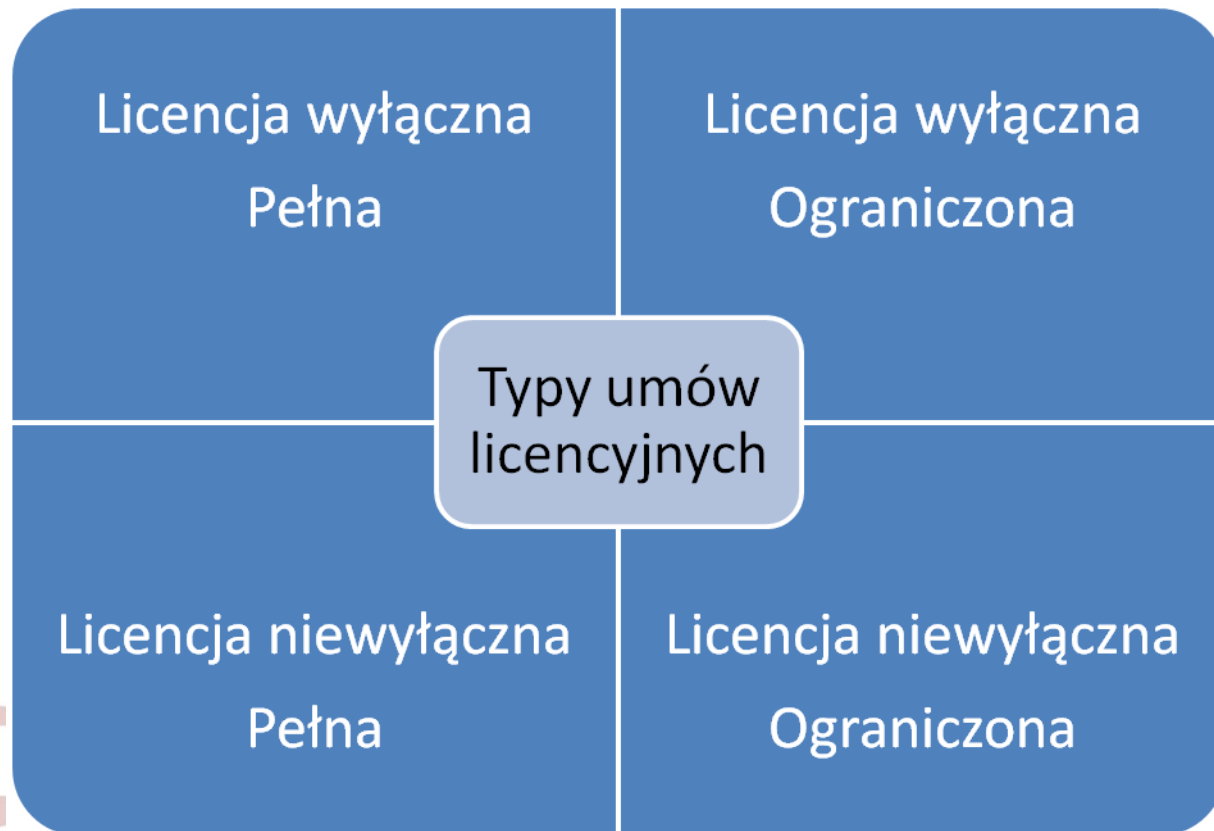 Licencja wyłączna
Pełna
Licencja wyłączna
Ograniczona
Typy umów
licencyjnych
Licencja niewyłączna
Pełna
Licencja niewyłączna
Ograniczona